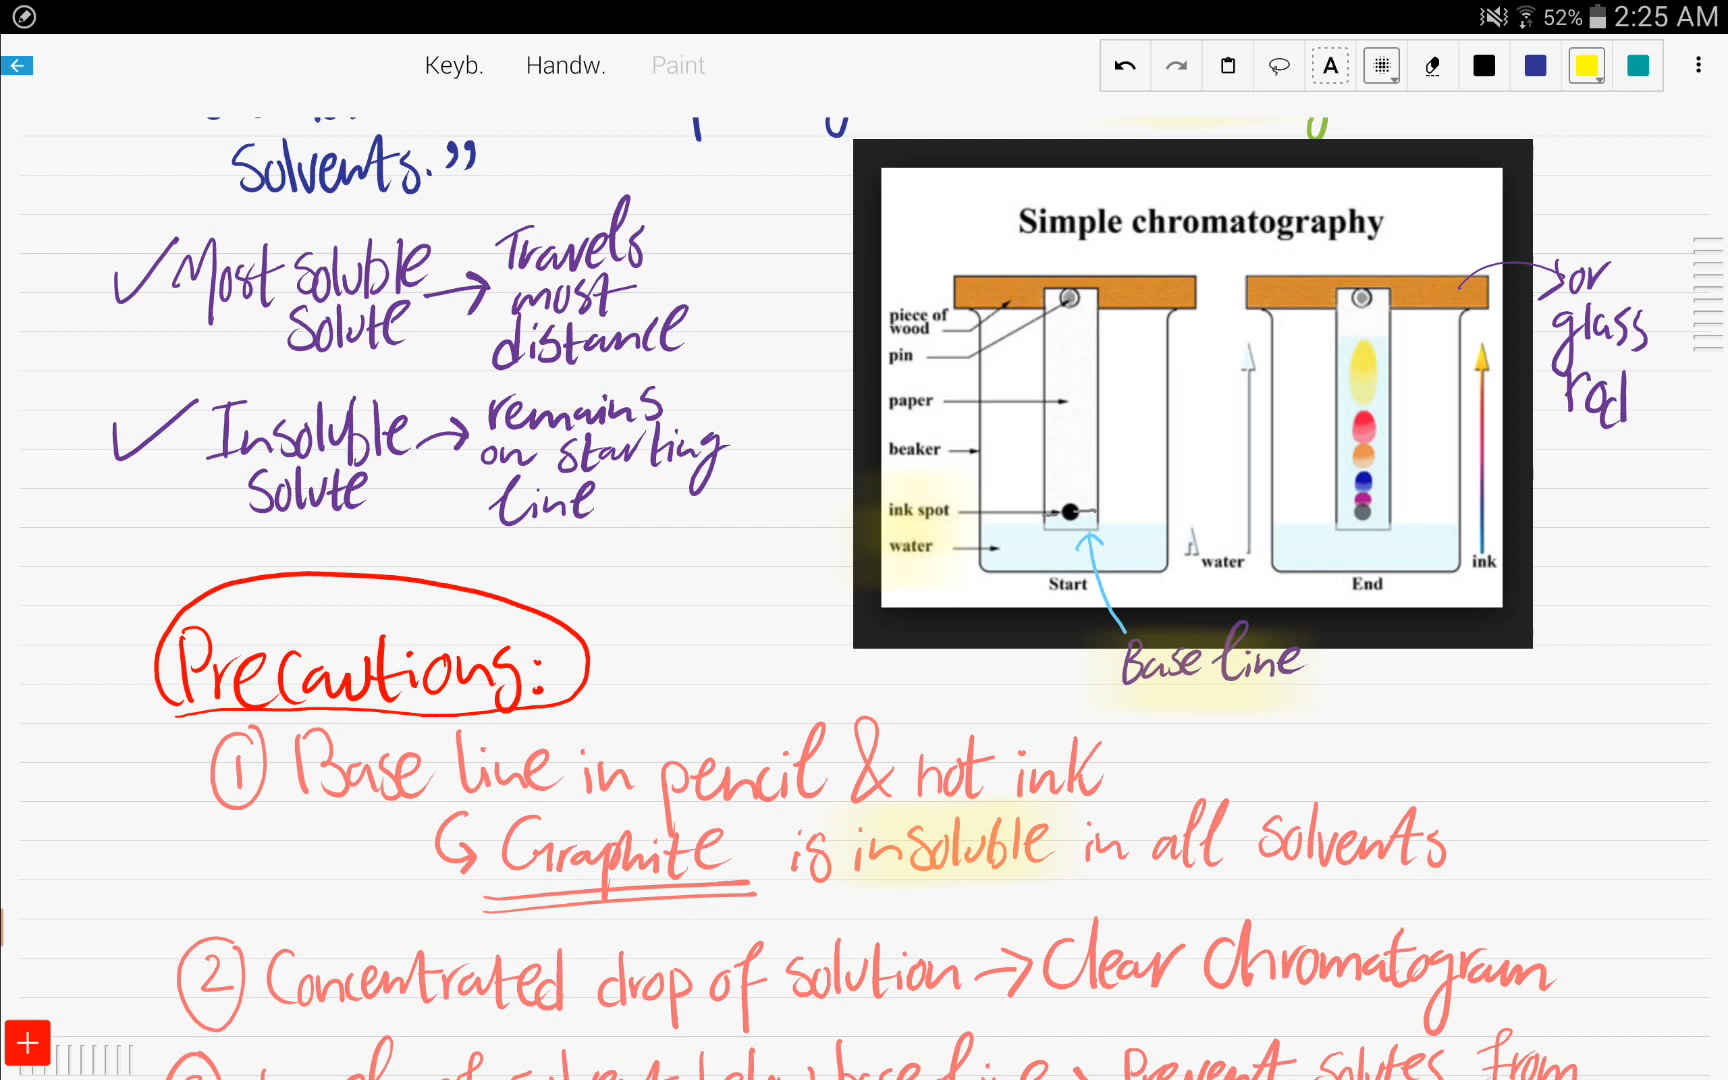 52% 2:25 AM
Keyb. Handw. Paint
A
Solvents.”
Most soluble solute → Travels most distance
Insoluble solute → remains on starting line
Simple chromatography
piece of wood
pin
paper
beaker
ink spot
water
Start
water
End
ink
or glass rod
Base line
Precautions:
① Base line in pencil & not ink
↳ Graphite is insoluble in all solvents
② Concentrated drop of solution → Clear chromatogram
base line
Prevent solutes from